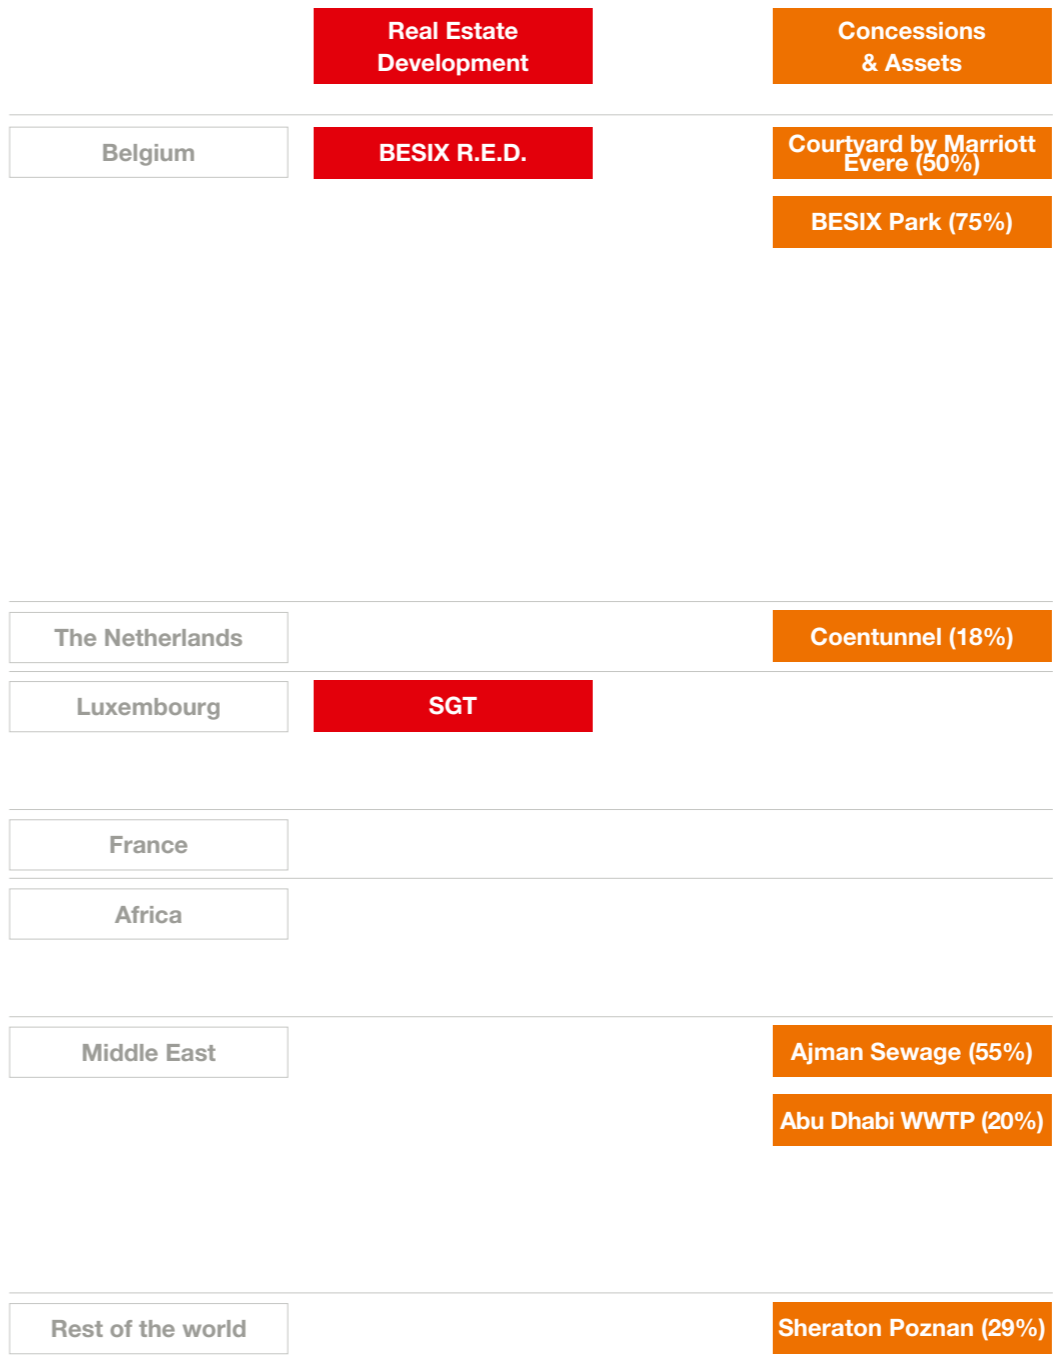 Real Estate
Development
Concessions
& Assets
Belgium
BESIX R.E.D.
Courtyard by Marriott
Evere (50%)
BESIX Park (75%)
The Netherlands
Coentunnel (18%)
Luxembourg
SGT
France
Africa
Middle East
Ajman Sewage (55%)
Abu Dhabi WWTP (20%)
Rest of the world
Sheraton Poznan (29%)